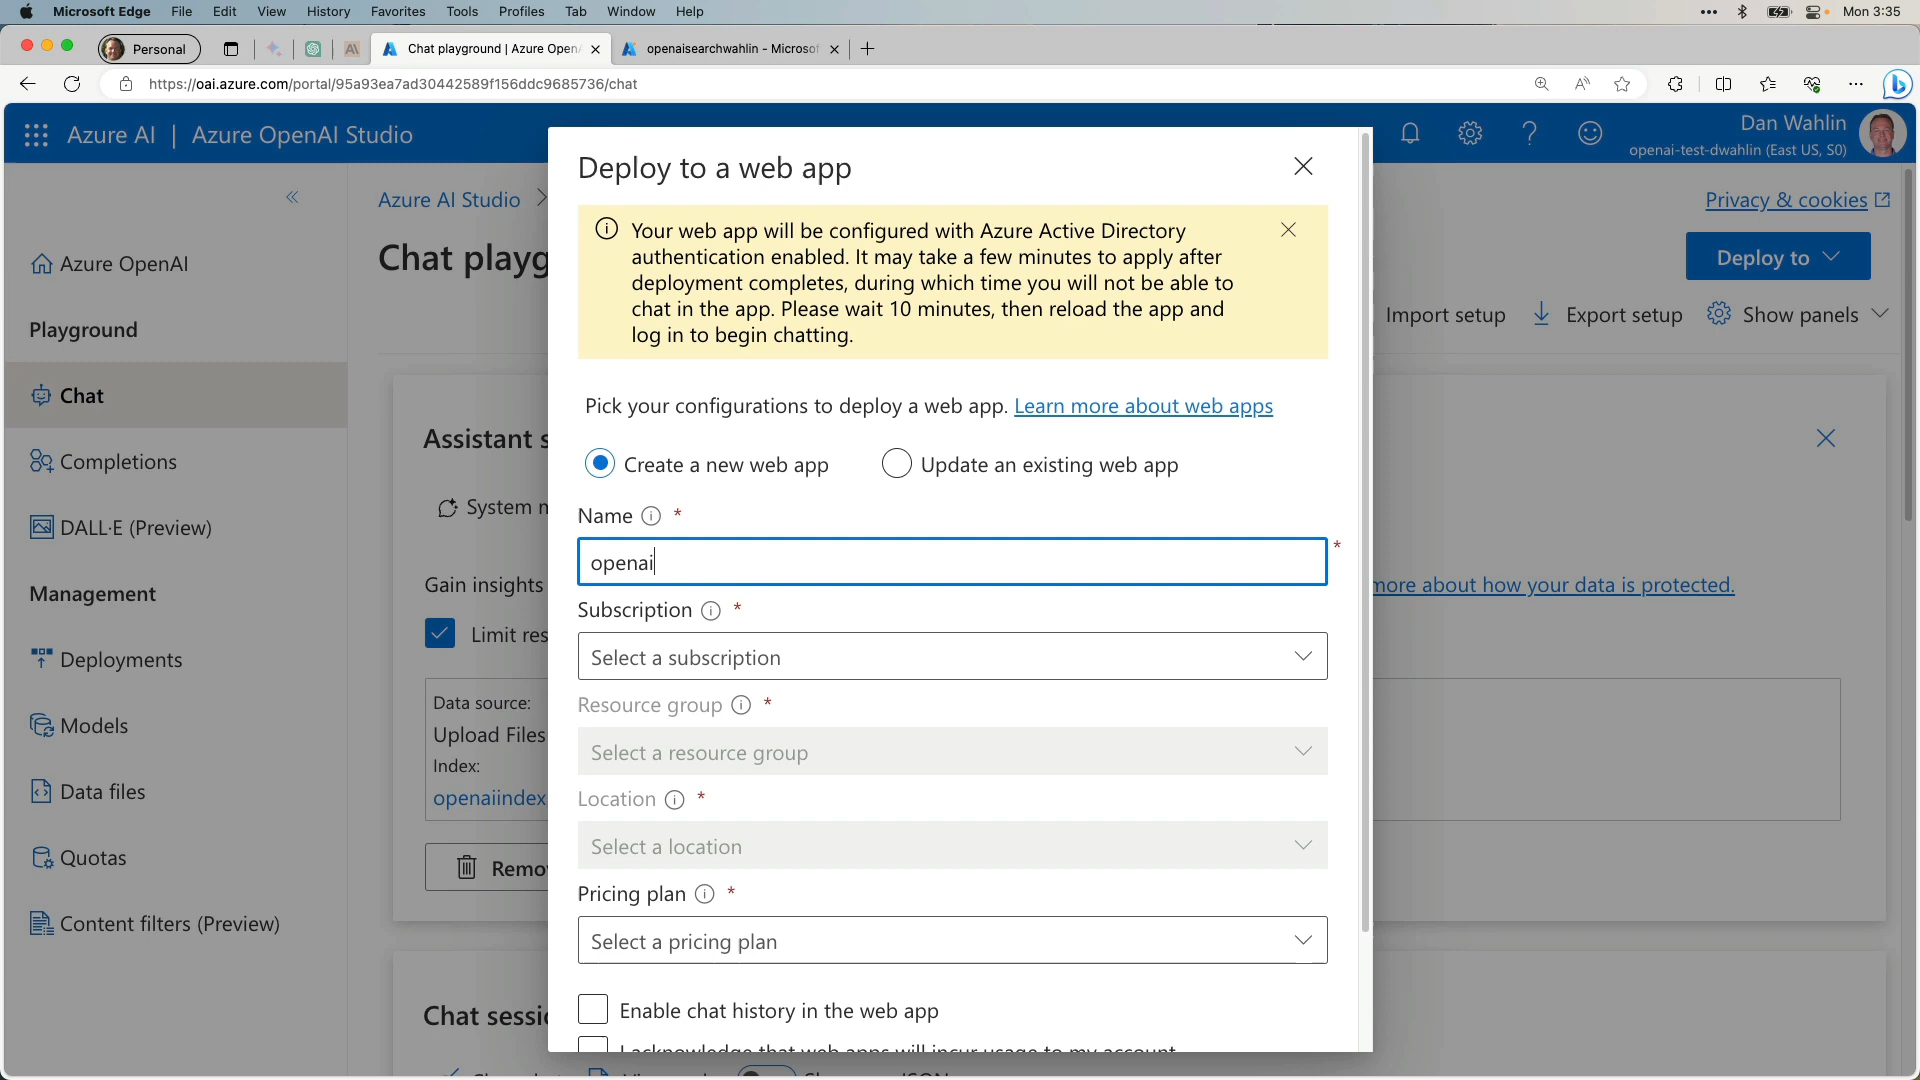 Microsoft Edge File Edit View History Favorites Tools Profiles Tab Window Help Mon 3:35
Personal Chat playground | Azure Open openaisearchwahlin - Microsof
https://oai.azure.com/portal/95a93ea7ad30442589f156ddc9685736/chat
Azure AI | Azure OpenAI Studio
Dan Wahlin
openai-test-dwahlin (East US, S0)
Azure AI Studio
Privacy & cookies
Chat playg
Deploy to
Import setup Export setup Show panels
Azure OpenAI
Playground
Chat
Completions
DALL·E (Preview)
Management
Deployments
Models
Data files
Quotas
Content filters (Preview)
Assistant s
System m
Gain insights
more about how your data is protected.
Limit res
Data source:
Upload Files
Index:
openaiindex
Remo
Chat sessi
Deploy to a web app
Your web app will be configured with Azure Active Directory
authentication enabled. It may take a few minutes to apply after
deployment completes, during which time you will not be able to
chat in the app. Please wait 10 minutes, then reload the app and
log in to begin chatting.
Pick your configurations to deploy a web app. Learn more about web apps
Create a new web app Update an existing web app
Name *
openai *
Subscription *
Select a subscription
Resource group *
Select a resource group
Location *
Select a location
Pricing plan *
Select a pricing plan
Enable chat history in the web app
I acknowledge that web apps will incur usage to my account